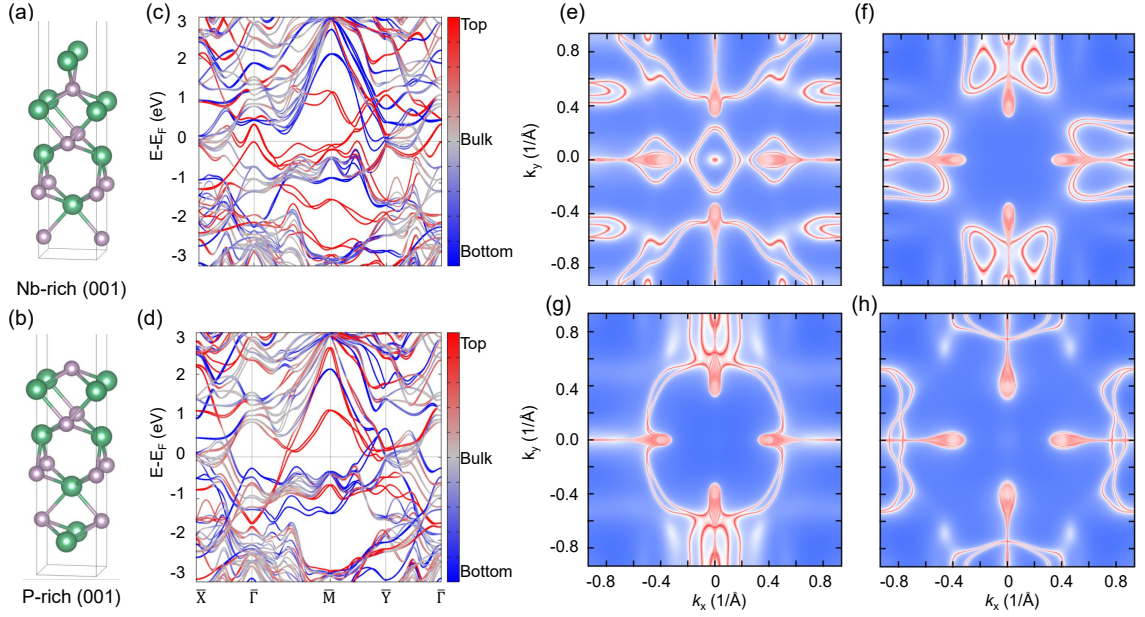 (a)
(c)
(e)
(f)
3
2
1
0
-1
-2
-3
E-E_F (eV)
Top
Bulk
Bottom
0.8
0.4
0.0
-0.4
-0.8
k_y (1/Å)
Nb-rich (001)
(b)
(d)
(g)
(h)
3
2
1
0
-1
-2
-3
E-E_F (eV)
Top
Bulk
Bottom
X̅
Γ̅
M̅
Y̅
Γ̅
0.8
0.4
0.0
-0.4
-0.8
k_y (1/Å)
-0.8
-0.4
0
0.4
0.8
k_x (1/Å)
-0.8
-0.4
0
0.4
0.8
k_x (1/Å)
P-rich (001)